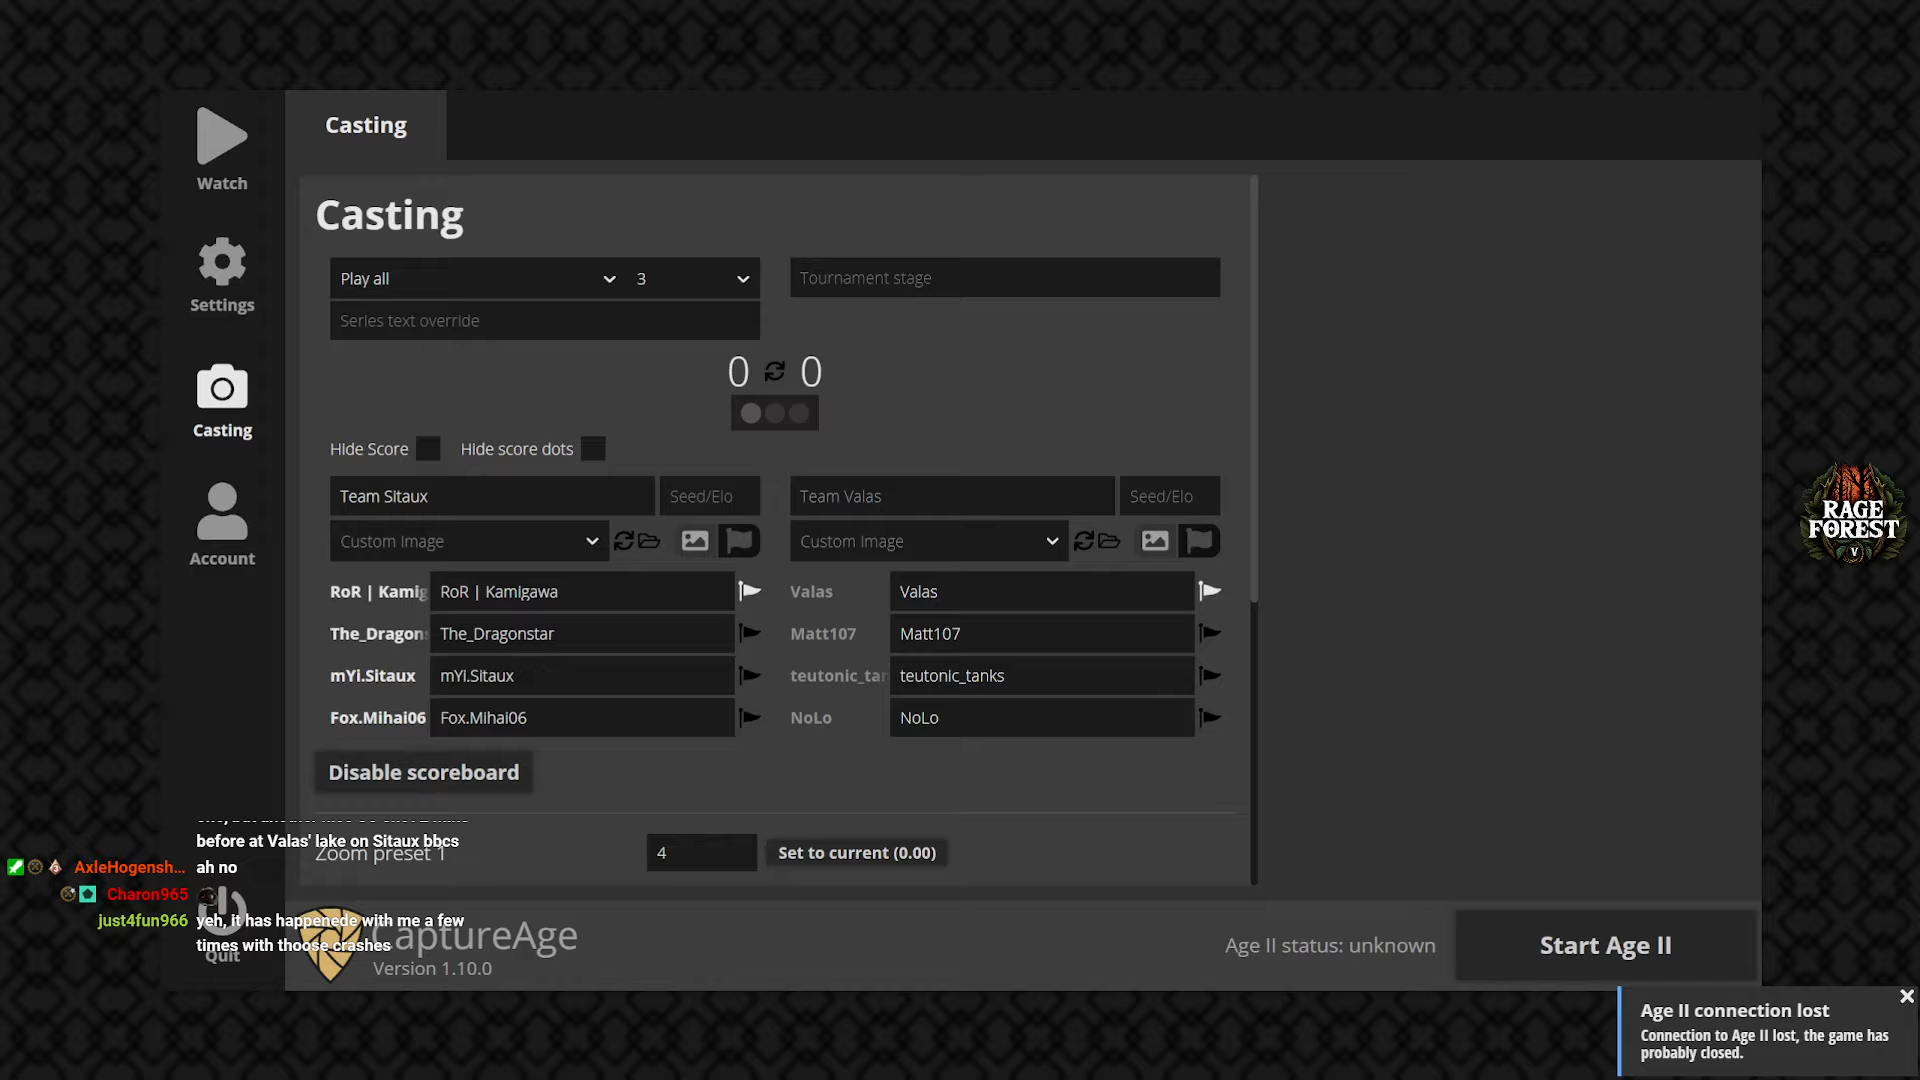 Casting
Watch
Settings
Casting
Account
Quit
Casting
Play all
3
Tournament stage
Series text override
0 0
Hide Score
Hide score dots
Team Sitaux
Seed/Elo
Team Valas
Seed/Elo
Custom Image
Custom Image
RoR | Kamig
RoR | Kamigawa
Valas
Valas
The_Dragon
The_Dragonstar
Matt107
Matt107
mYi.Sitaux
mYi.Sitaux
teutonic_tan
teutonic_tanks
Fox.Mihai06
Fox.Mihai06
NoLo
NoLo
Disable scoreboard
before at Valas' lake on Sitaux bbcs
Zoom preset 1
4
Set to current (0.00)
AxleHogensh... ah no
Charon965
just4fun966 yeh, it has happenede with me a few
times with thoose crashes
CaptureAge
Version 1.10.0
Age II status: unknown
Start Age II
RAGE
FOREST
V
Age II connection lost
Connection to Age II lost, the game has
probably closed.